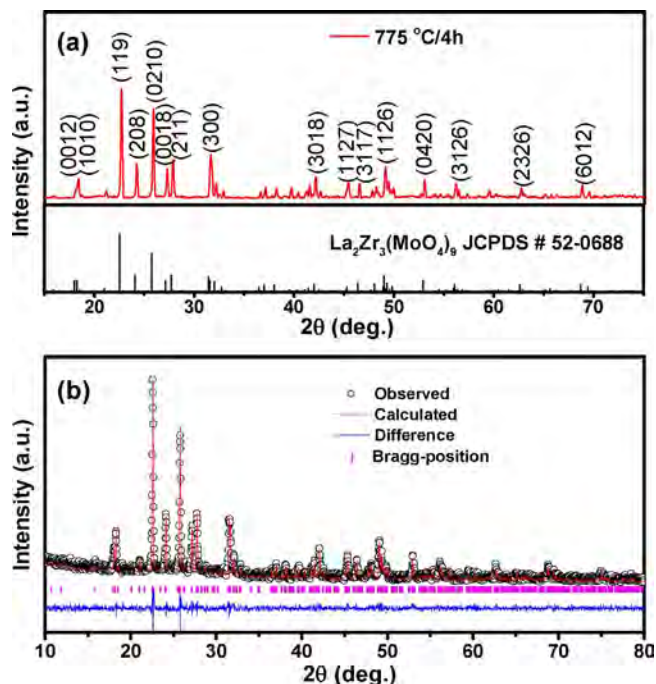 (a)
775 °C/4h
Intensity (a.u.)
(0012)
(1010)
(119)
(208)
(0210)
(0018)
(211)
(300)
(3018)
(1127)
(3117)
(1126)
(0420)
(3126)
(2326)
(6012)
La₂Zr₃(MoO₄)₉ JCPDS # 52-0688
20 30 40 50 60 70
2θ (deg.)
(b)
Observed
Calculated
Difference
Bragg-position
Intensity (a.u.)
10 20 30 40 50 60 70 80
2θ (deg.)